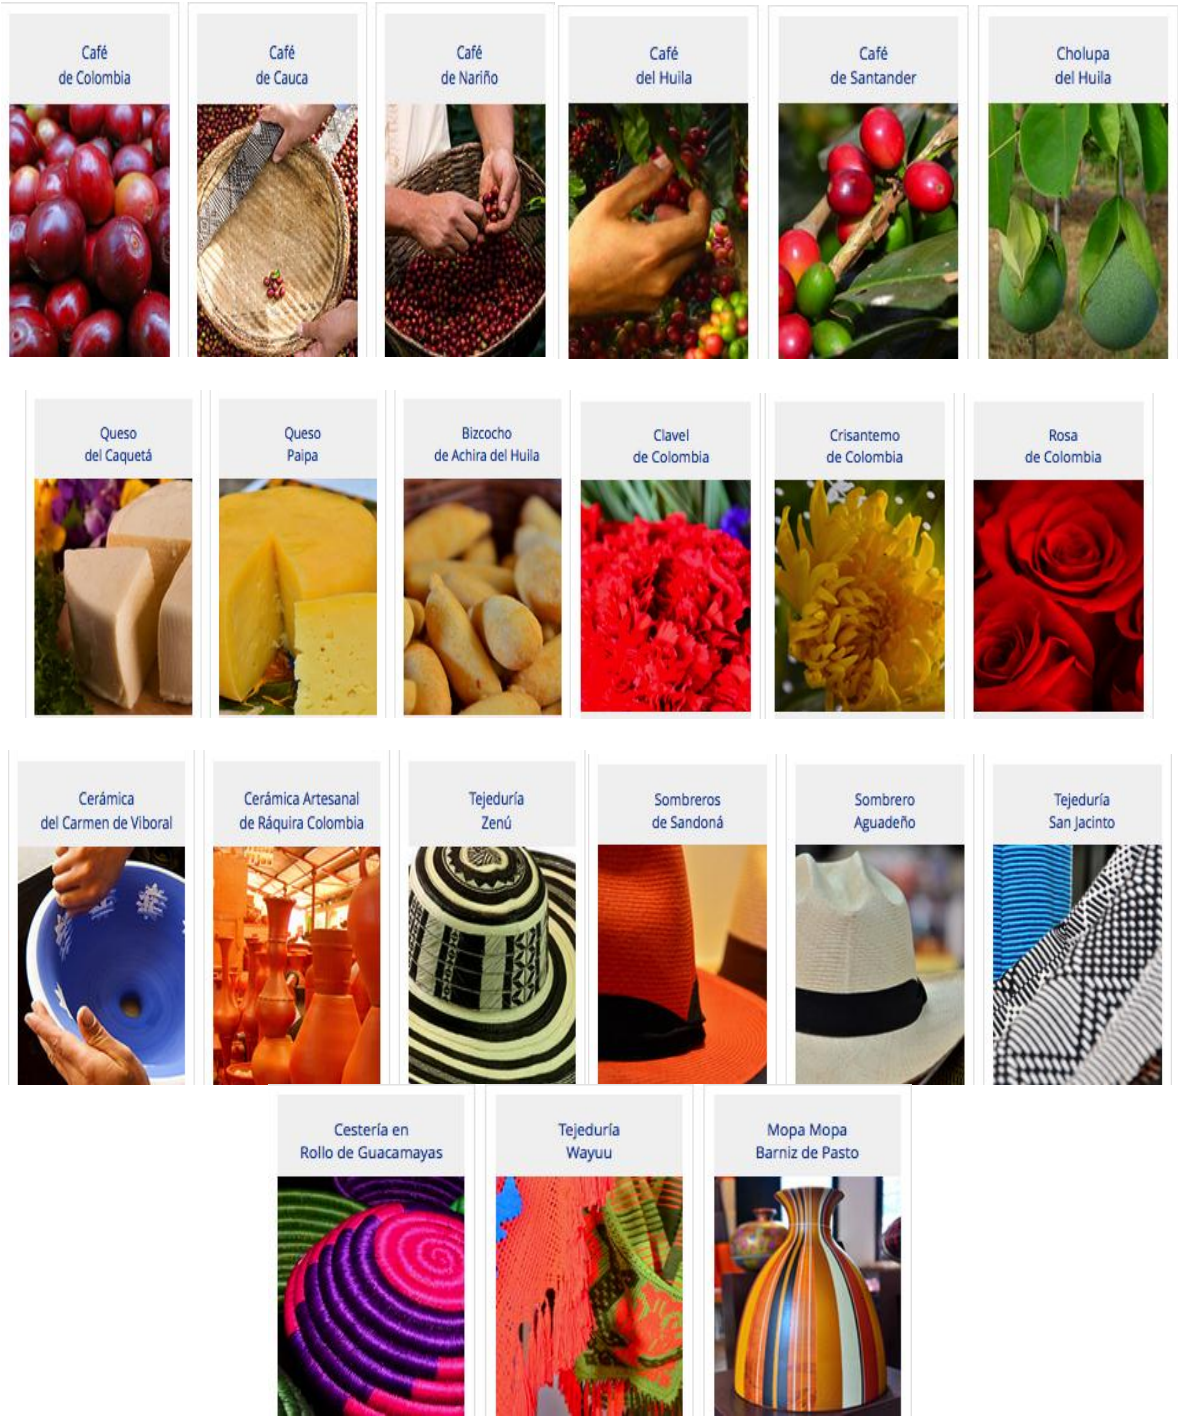 Café
de Colombia
Café
de Cauca
Café
de Nariño
Café
del Huila
Café
de Santander
Cholupa
del Huila
Queso
del Caquetá
Queso
Paipa
Bizcocho
de Achira del Huila
Clavel
de Colombia
Crisantemo
de Colombia
Rosa
de Colombia
Cerámica
del Carmen de Viboral
Cerámica Artesanal
de Ráquira Colombia
Tejeduría
Zenú
Sombreros
de Sandoná
Sombrero
Aguadeño
Tejeduría
San Jacinto
Cestería en
Rollo de Guacamayas
Tejeduría
Wayuu
Mopa Mopa
Barniz de Pasto